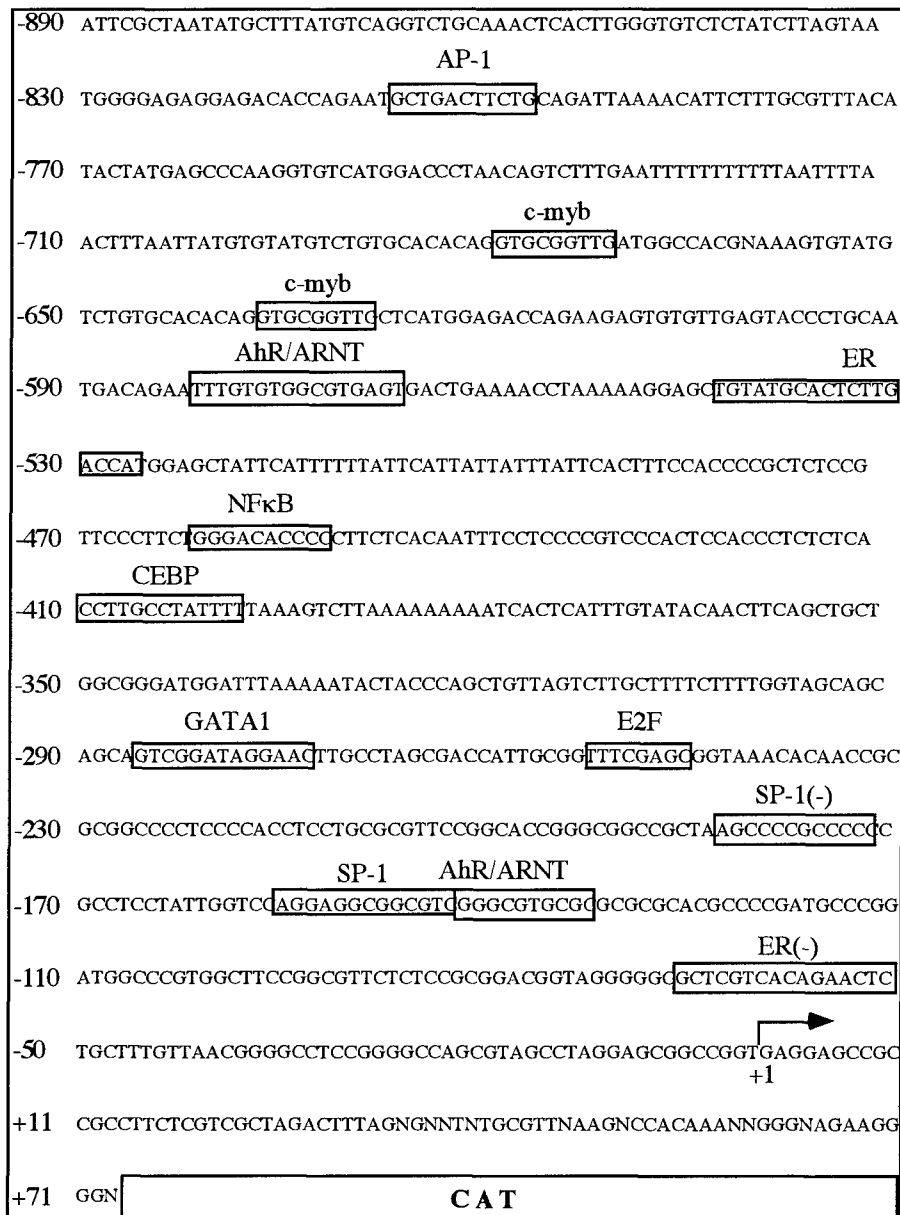 -890 ATTCGCTAATATGCTTTATGTCAGGTCTGCAAACTCACTTGGGTGTCTCTATCTTAGTAA
AP-1
-830 TGGGGAGAGGAGACACCAGAATGCTGACTTCTGCAGATTAAAACATTCTTTGCGTTTACA
-770 TACTATGAGCCCAAGGTGTCATGGACCCTAACAGTCTTTGAATTTTTTTTTTTAATTTTA
c-myb
-710 ACTTTAATTATGTGTATGTCTGTGCACACAGGTGCGGTTGATGGCCACGNAAAGTGTATG
c-myb
-650 TCTGTGCACACAGGTGCGGTTGCTCATGGAGACCAGAAGAGTGTGTTGAGTACCCTGCAA
AhR/ARNT ER
-590 TGACAGAATTTGTGTGGCGTGAGTGACTGAAAACCTAAAAAGGAGCTGTATGCACTCTTG
-530 ACCATGGAGCTATTCATTTTTTATTCATTATTATTTATTCACTTTCCACCCCGCTCTCCG
NFκB
-470 TTCCCTTCTGGGACACCCCCTTCTCACAATTTCCTCCCCGTCCCACTCCACCCTCTCTCA
CEBP
-410 CCTTGCCTATTTTTAAAGTCTTAAAAAAAAATCACTCATTTGTATACAACTTCAGCTGCT
-350 GGCGGGATGGATTTAAAAATACTACCCAGCTGTTAGTCTTGCTTTTCTTTTGGTAGCAGC
GATA1 E2F
-290 AGCAGTCGGATAGGAACTTGCCTAGCGACCATTGCGGTTTCGAGCGGTAAACACAACCGC
SP-1(-)
-230 GCGGCCCCTCCCCACCTCCTGCGCGTTCCGGCACCGGGCGGCCGCTAAGCCCCGCCCCCC
SP-1 AhR/ARNT
-170 GCCTCCTATTGGTCCAGGAGGCGGCGTCGGGCGTGCGCGCGCGCACGCCCCGATGCCCGG
ER(-)
-110 ATGGCCCGTGGCTTCCGGCGTTCTCTCCGCGGACGGTAGGGGGCGCTCGTCACAGAACTC
-50 TGCTTTGTTAACGGGGCCTCCGGGGCCAGCGTAGCCTAGGAGCGGCCGGTGAGGAGCCGC
+1
+11 CGCCTTCTCGTCGCTAGACTTTAGNGNNTNTGCGTTNAAGNCCACAAANNGGGNAGAAGG
+71 GGN CAT